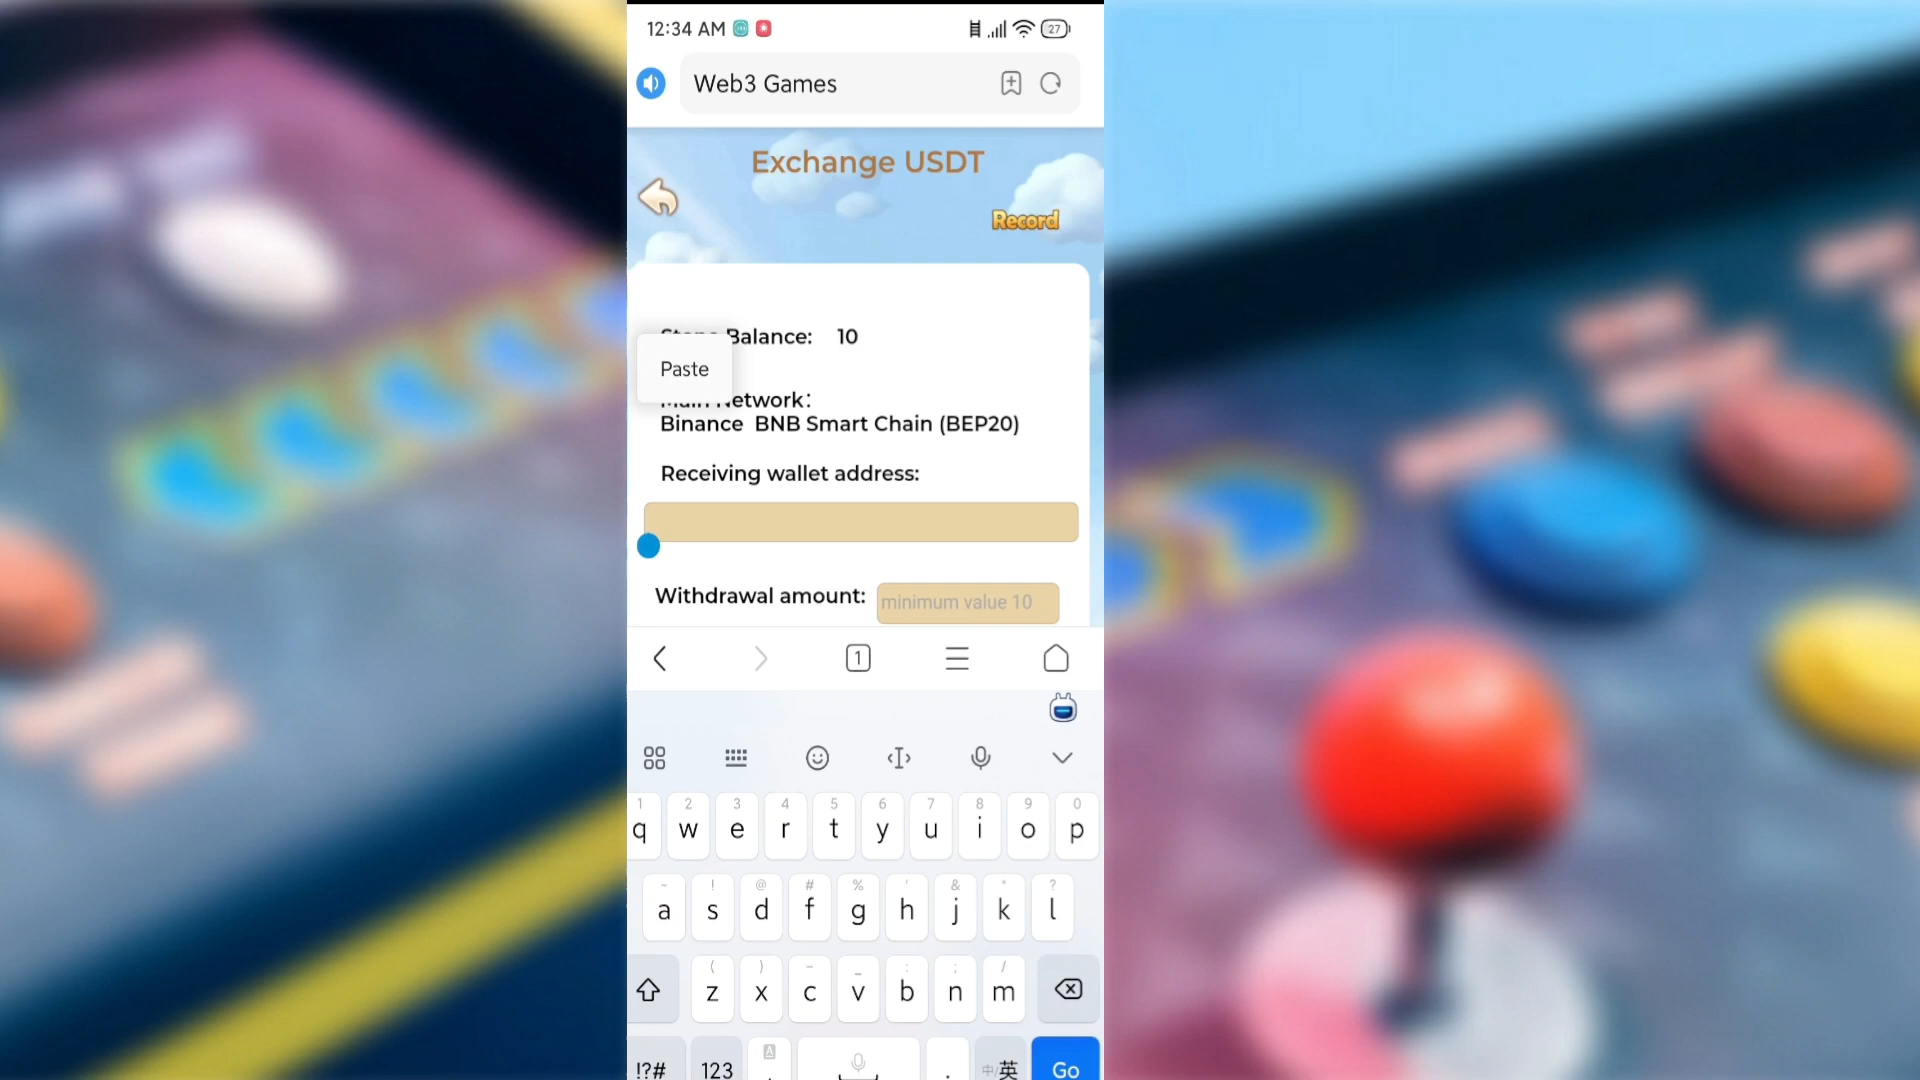 12:34 AM
27
Web3 Games
Exchange USDT
Record
Balance: 10
Paste
Network:
Binance BNB Smart Chain (BEP20)
Receiving wallet address:
Withdrawal amount: minimum value 10
1
1 2 3 4 5 6 7 8 9 0
q w e r t y u i o p
~ ! @ # % ' & * ?
a s d f g h j k l
( ) - _ : ; /
z x c v b n m
!?# 123 , . 中/英 Go